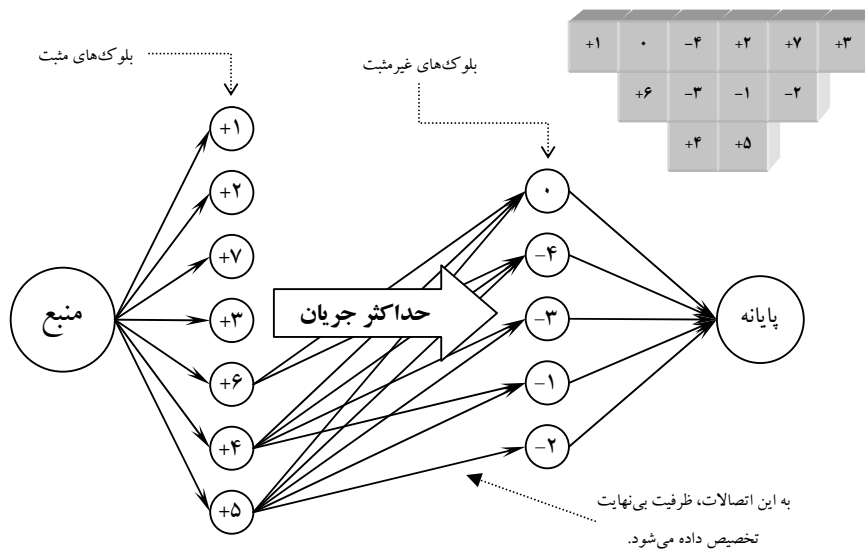 +۱ ۰ −۴ +۲ +۷ +۳
+۶ −۳ −۱ −۲
+۴ +۵
بلوک‌های مثبت
بلوک‌های غیرمثبت
+۱
+۲
+۷
+۳
+۶
+۴
+۵
منبع
حداکثر جریان
۰
−۴
−۳
−۱
−۲
پایانه
به این اتصالات، ظرفیت بی‌نهایت
تخصیص داده می‌شود.